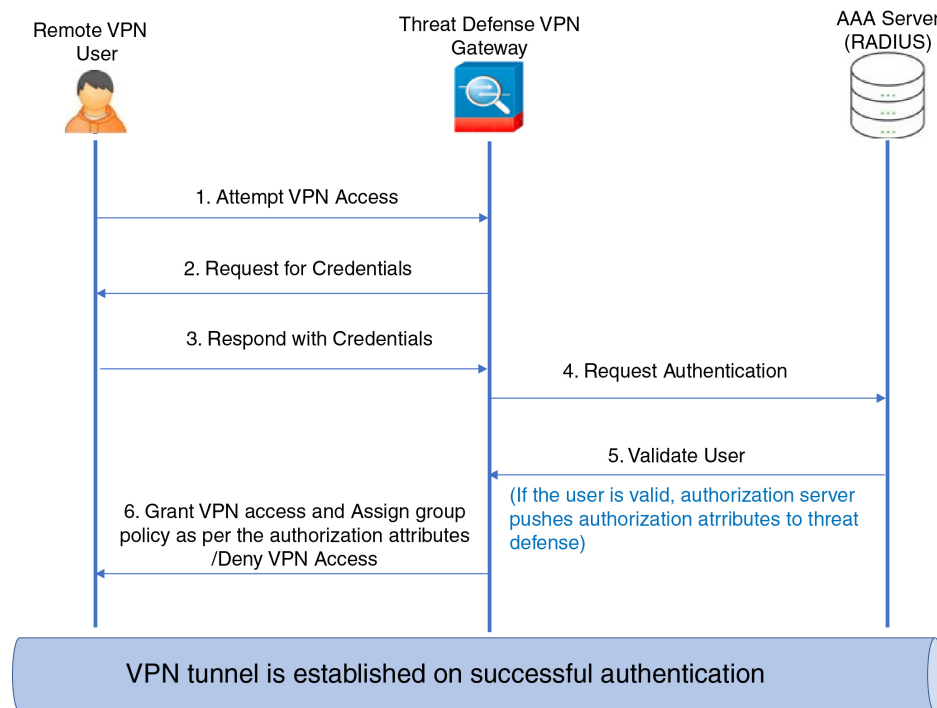 Remote VPN
User
Threat Defense VPN
Gateway
AAA Server
(RADIUS)
1. Attempt VPN Access
2. Request for Credentials
3. Respond with Credentials
4. Request Authentication
5. Validate User
(If the user is valid, authorization server
pushes authorization atrributes to threat
defense)
6. Grant VPN access and Assign group
policy as per the authorization attributes
/Deny VPN Access
VPN tunnel is established on successful authentication